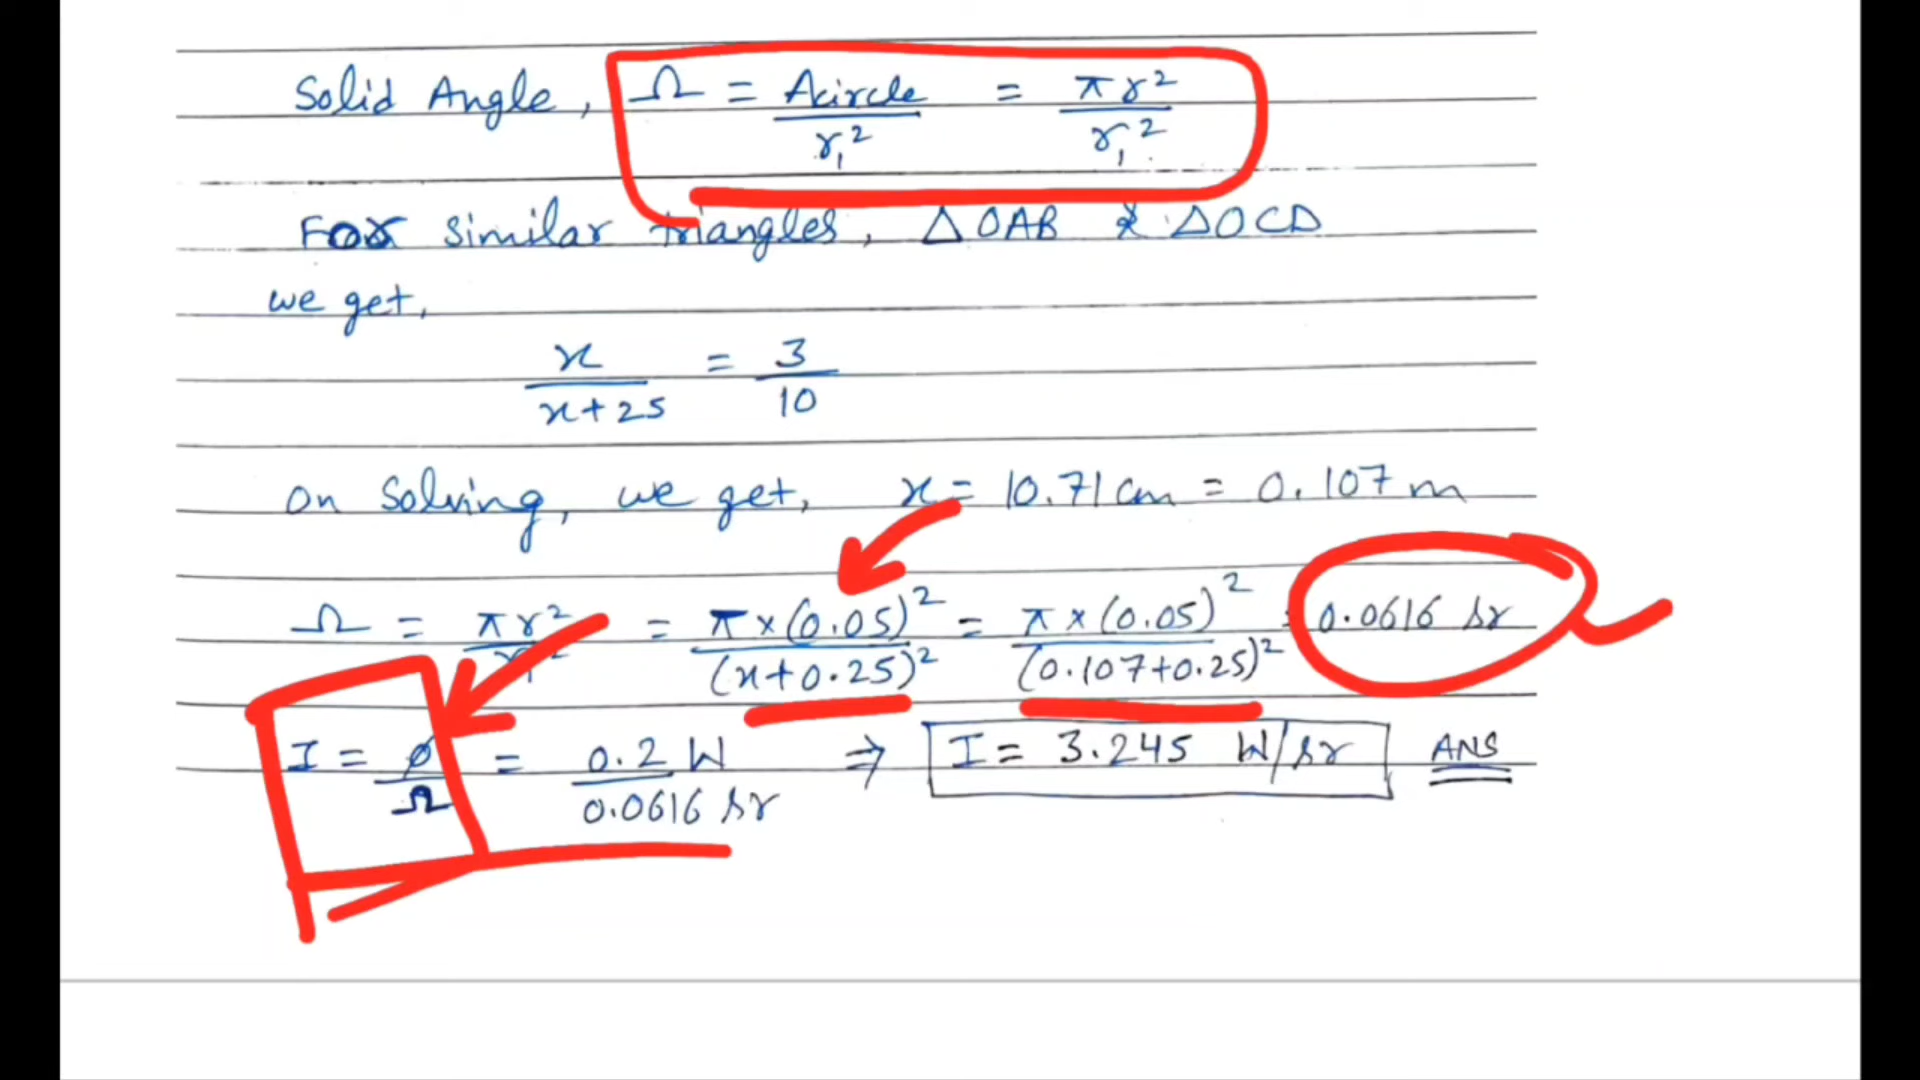 Solid Angle, Ω = Acircle / r₁² = πr² / r₁²
For similar triangles, △OAB & △OCD
we get,
x / x+25 = 3 / 10
on solving, we get, x = 10.71 cm = 0.107 m
Ω = πr² / r₁² = π×(0.05)² / (x+0.25)² = π×(0.05)² / (0.107+0.25)² = 0.0616 sr
I = ø / Ω = 0.2 W / 0.0616 sr ⇒ I = 3.245 W/sr ANS